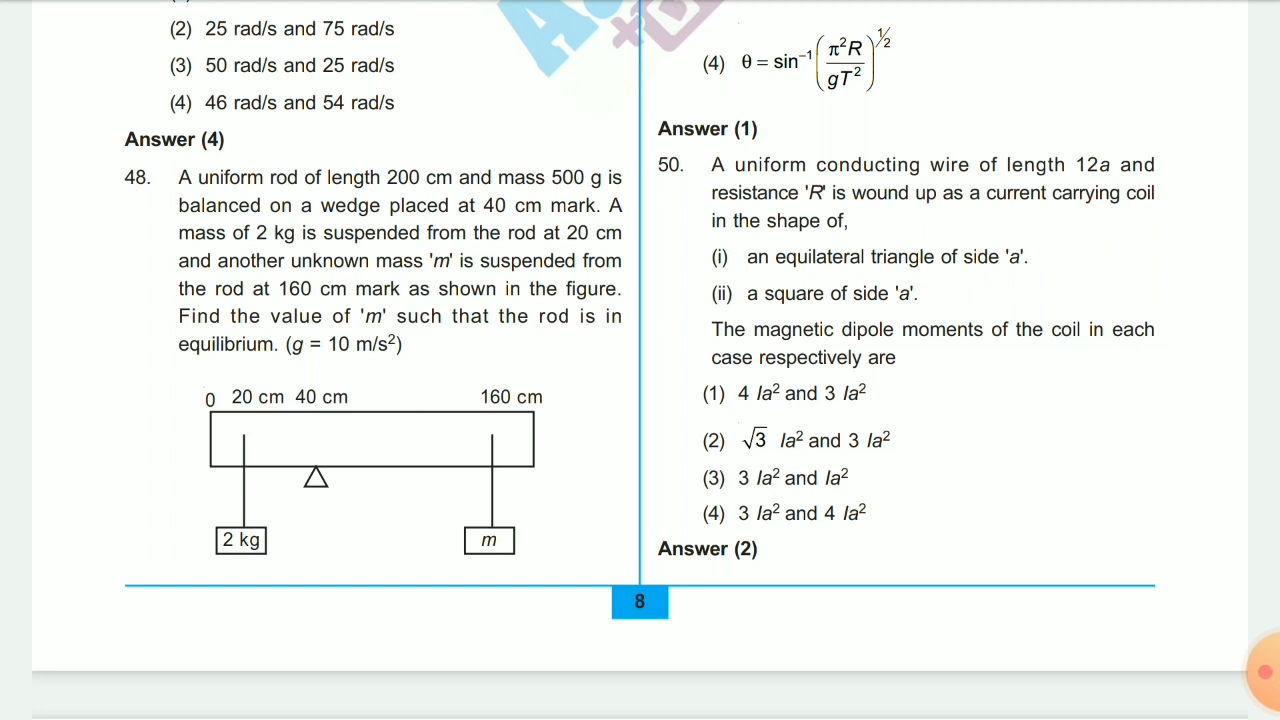 (2) 25 rad/s and 75 rad/s
(3) 50 rad/s and 25 rad/s
(4) 46 rad/s and 54 rad/s
Answer (4)
48. A uniform rod of length 200 cm and mass 500 g is
balanced on a wedge placed at 40 cm mark. A
mass of 2 kg is suspended from the rod at 20 cm
and another unknown mass 'm' is suspended from
the rod at 160 cm mark as shown in the figure.
Find the value of 'm' such that the rod is in
equilibrium. (g = 10 m/s²)
0 20 cm 40 cm 160 cm
2 kg m
(4) θ = sin⁻¹(π²R/gT²)^½
Answer (1)
50. A uniform conducting wire of length 12a and
resistance 'R' is wound up as a current carrying coil
in the shape of,
(i) an equilateral triangle of side 'a'.
(ii) a square of side 'a'.
The magnetic dipole moments of the coil in each
case respectively are
(1) 4 Ia² and 3 Ia²
(2) √3 Ia² and 3 Ia²
(3) 3 Ia² and Ia²
(4) 3 Ia² and 4 Ia²
Answer (2)
8